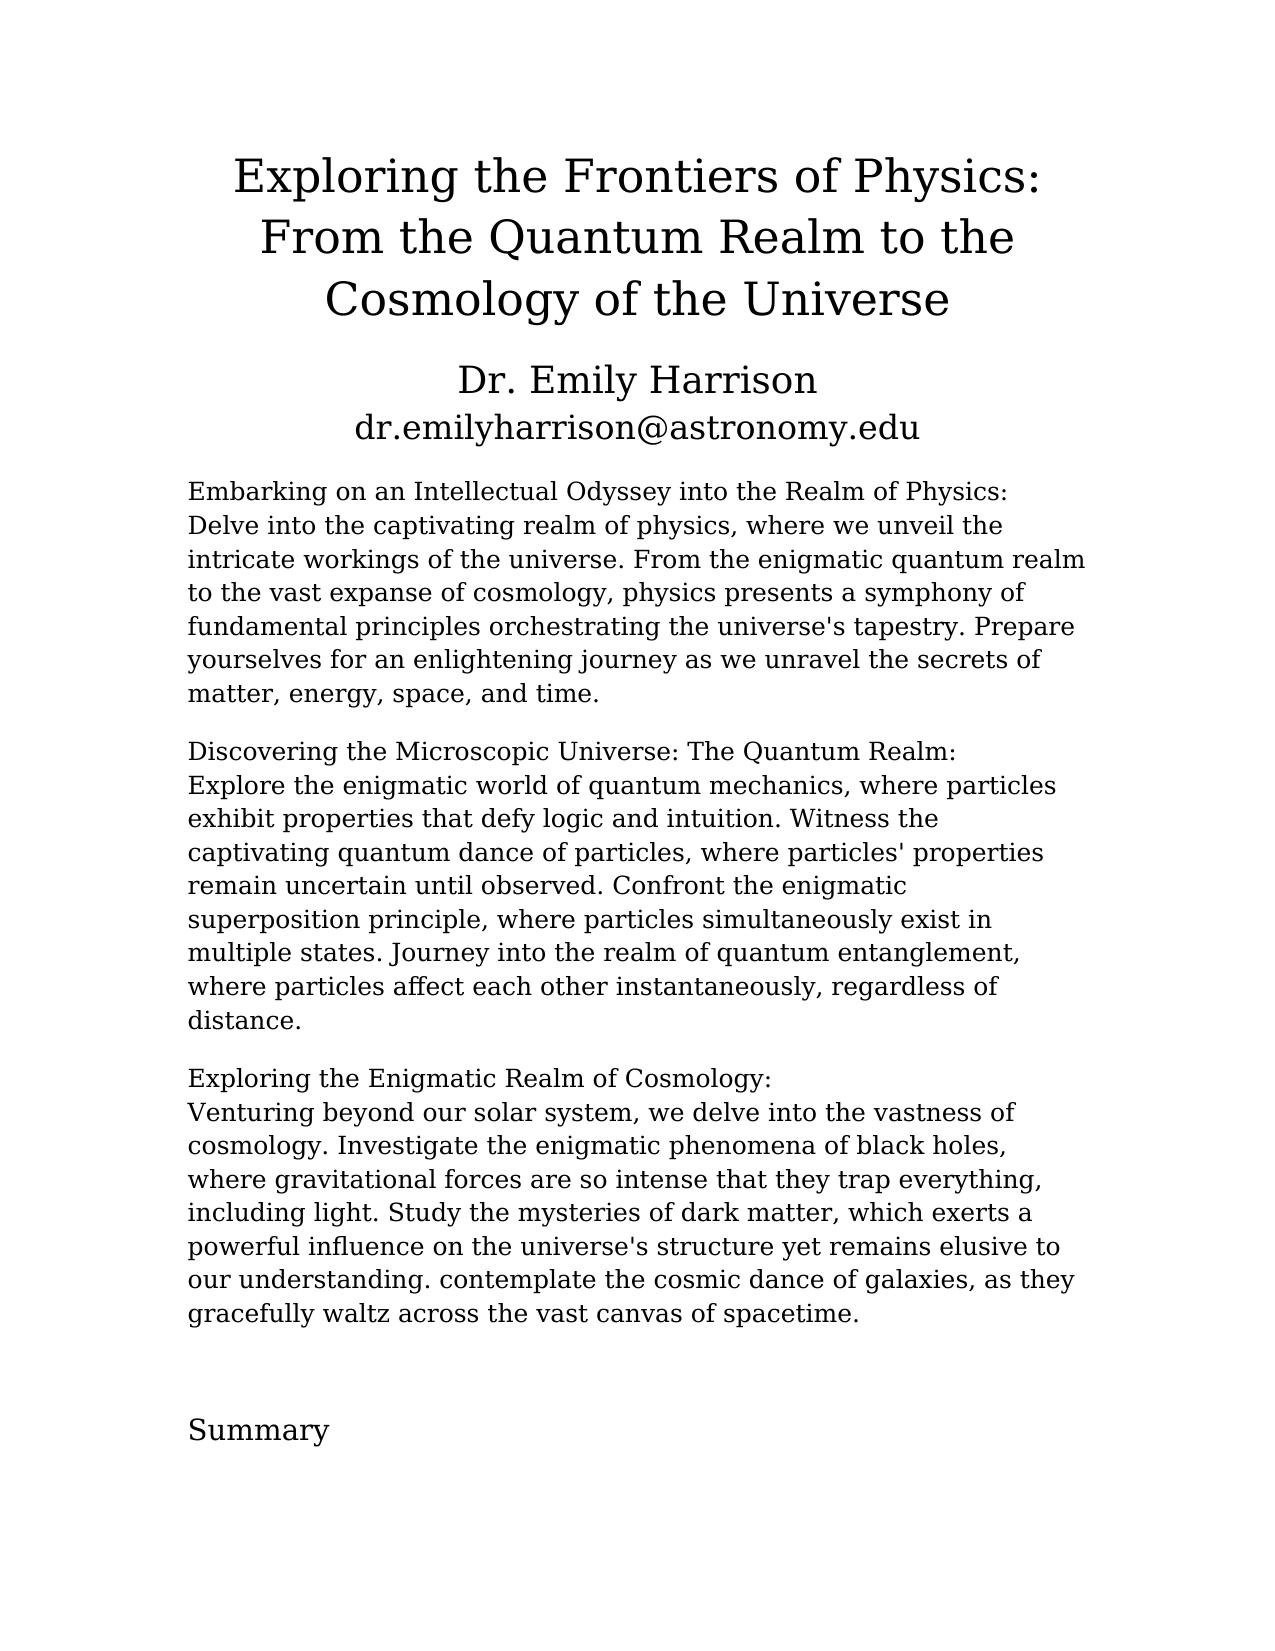 Exploring the Frontiers of Physics:
From the Quantum Realm to the
Cosmology of the Universe
Dr. Emily Harrison
dr.emilyharrison@astronomy.edu
Embarking on an Intellectual Odyssey into the Realm of Physics:
Delve into the captivating realm of physics, where we unveil the
intricate workings of the universe. From the enigmatic quantum realm
to the vast expanse of cosmology, physics presents a symphony of
fundamental principles orchestrating the universe's tapestry. Prepare
yourselves for an enlightening journey as we unravel the secrets of
matter, energy, space, and time.
Discovering the Microscopic Universe: The Quantum Realm:
Explore the enigmatic world of quantum mechanics, where particles
exhibit properties that defy logic and intuition. Witness the
captivating quantum dance of particles, where particles' properties
remain uncertain until observed. Confront the enigmatic
superposition principle, where particles simultaneously exist in
multiple states. Journey into the realm of quantum entanglement,
where particles affect each other instantaneously, regardless of
distance.
Exploring the Enigmatic Realm of Cosmology:
Venturing beyond our solar system, we delve into the vastness of
cosmology. Investigate the enigmatic phenomena of black holes,
where gravitational forces are so intense that they trap everything,
including light. Study the mysteries of dark matter, which exerts a
powerful influence on the universe's structure yet remains elusive to
our understanding. contemplate the cosmic dance of galaxies, as they
gracefully waltz across the vast canvas of spacetime.
Summary